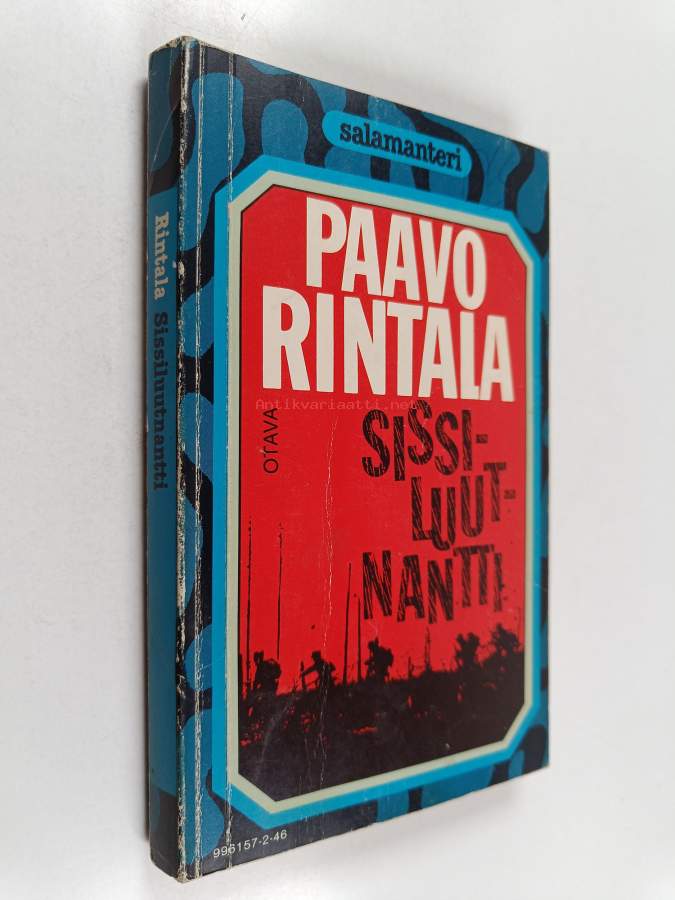 salamanteri
PAAVO
RINTALA
Antikvariaatti.net
OTAVA
SISSI-
LUUT-
NANTTI
996157-2-46
Rintala Sissiluutnantti